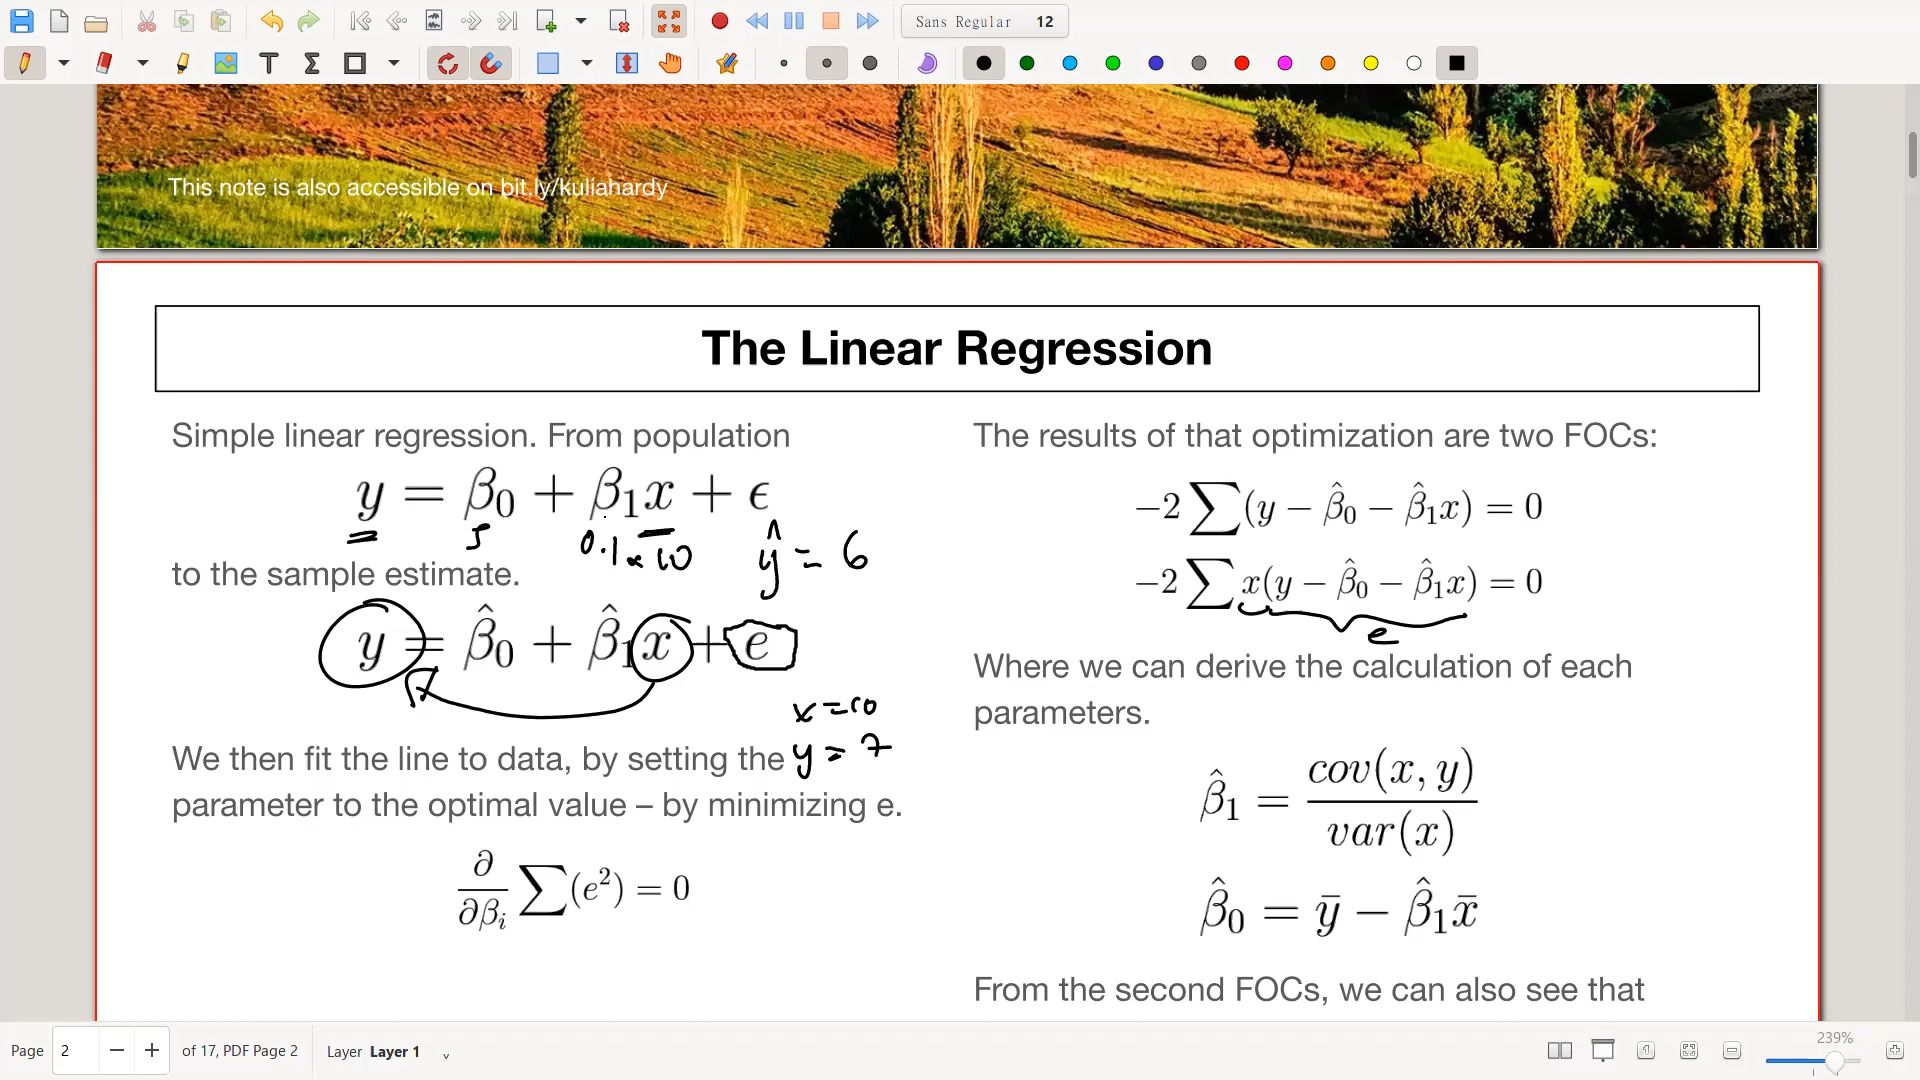 Sans Regular 12
This note is also accessible on bit.ly/kuliahardy
The Linear Regression
Simple linear regression. From population
y = β₀ + β₁x + ϵ
5 0.1 × 10 ŷ = 6
to the sample estimate.
y = β̂₀ + β̂₁x + e
x = 10
y = 7
We then fit the line to data, by setting the
parameter to the optimal value – by minimizing e.
∂/∂βᵢ ∑(e²) = 0
The results of that optimization are two FOCs:
−2 ∑(y − β̂₀ − β̂₁x) = 0
−2 ∑ x(y − β̂₀ − β̂₁x) = 0
e
Where we can derive the calculation of each
parameters.
β̂₁ = cov(x, y) / var(x)
β̂₀ = ȳ − β̂₁x̄
From the second FOCs, we can also see that
Page 2 of 17, PDF Page 2 Layer Layer 1 239%